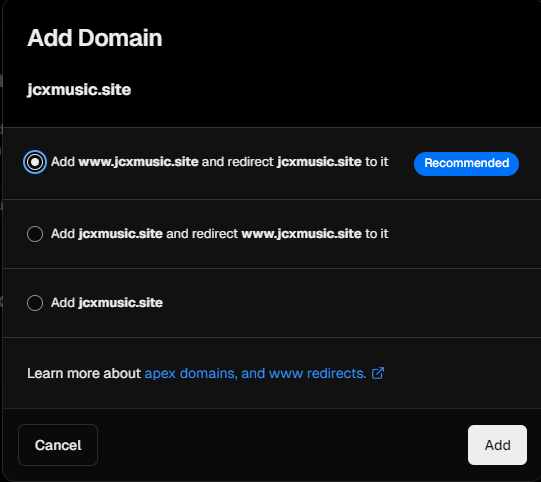 Add Domain
jcxmusic.site
Add www.jcxmusic.site and redirect jcxmusic.site to it Recommended
Add jcxmusic.site and redirect www.jcxmusic.site to it
Add jcxmusic.site
Learn more about apex domains, and www redirects.
Cancel Add